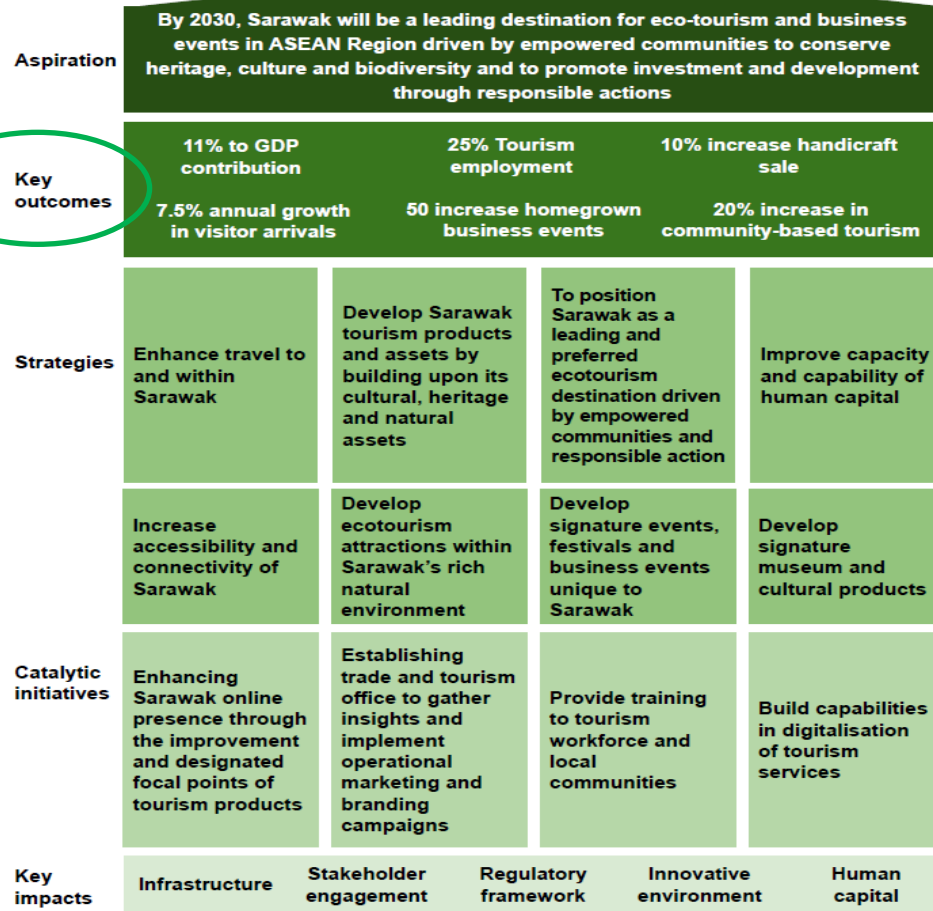 Aspiration
By 2030, Sarawak will be a leading destination for eco-tourism and business
events in ASEAN Region driven by empowered communities to conserve
heritage, culture and biodiversity and to promote investment and development
through responsible actions
Key
outcomes
11% to GDP
contribution
25% Tourism
employment
10% increase handicraft
sale
7.5% annual growth
in visitor arrivals
50 increase homegrown
business events
20% increase in
community-based tourism
Strategies
Enhance travel to
and within
Sarawak
Develop Sarawak
tourism products
and assets by
building upon its
cultural, heritage
and natural
assets
To position
Sarawak as a
leading and
preferred
ecotourism
destination driven
by empowered
communities and
responsible action
Improve capacity
and capability of
human capital
Catalytic
initiatives
Increase
accessibility and
connectivity of
Sarawak
Develop
ecotourism
attractions within
Sarawak's rich
natural
environment
Develop
signature events,
festivals and
business events
unique to
Sarawak
Develop
signature
museum and
cultural products
Enhancing
Sarawak online
presence through
the improvement
and designated
focal points of
tourism products
Establishing
trade and tourism
office to gather
insights and
implement
operational
marketing and
branding
campaigns
Provide training
to tourism
workforce and
local
communities
Build capabilities
in digitalisation
of tourism
services
Key
impacts
Infrastructure
Stakeholder
engagement
Regulatory
framework
Innovative
environment
Human
capital